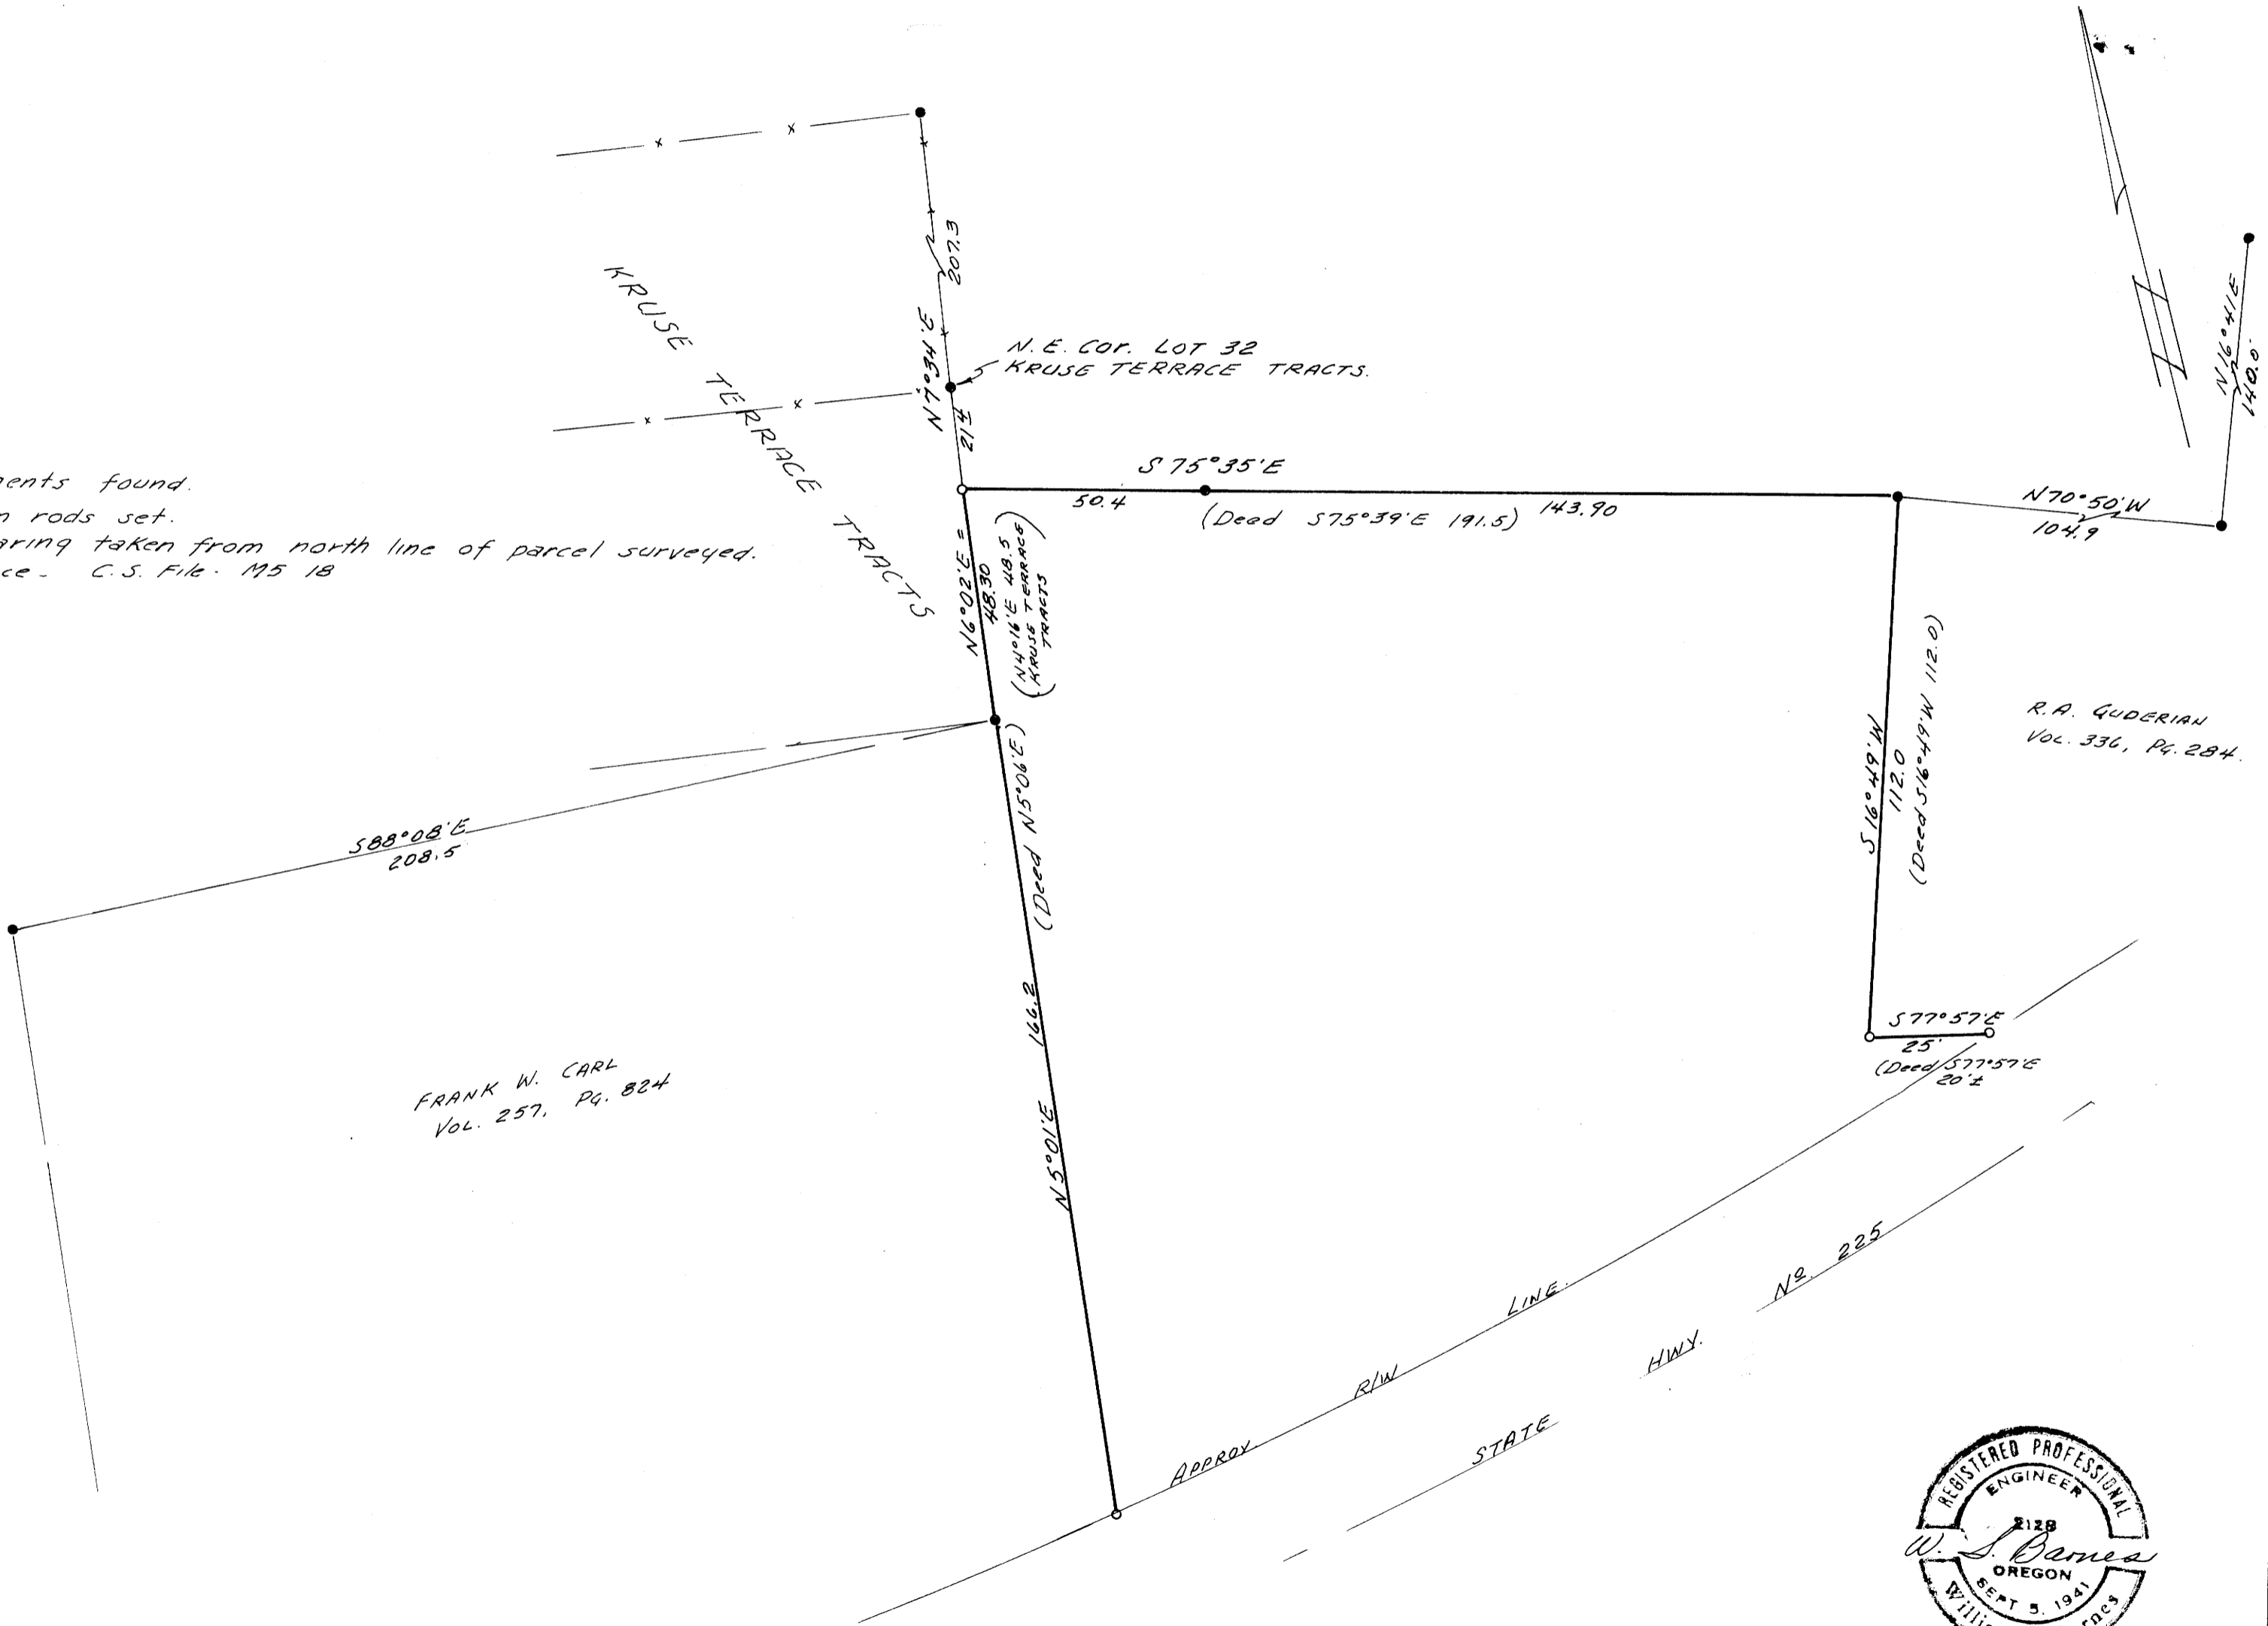 ents found.
n rods set.
aring taken from north line of parcel surveyed.
ce - C.S. File - M5 18
KRUSE TERRACE TRACTS
207.3
N.E. Cor. LOT 32
KRUSE TERRACE TRACTS.
21.4
S 75°35'E
50.4
(Deed S75°39'E 191.5)
143.90
N70°50'W
104.9
N16°41'E
140.0'
N6°02'E =
48.30
(N4°16'E 48.5)
(KRUSE TERRACE)
TRACTS
(Deed N5°06'E)
166.2
N5°01'E
S88°08'E
208.5
FRANK W. CARL
VOL. 257, PG. 824
S 16°49'W
112.0
(Deed S16°49'W 112.0)
R.A. GUDERIAN
VOL. 336, PG. 284.
S77°57'E
25'
(Deed S77°57'E
20'±
APPROX. R/W LINE.
STATE HWY. Nº 225
REGISTERED PROFESSIONAL
ENGINEER
2128
W. S. Barnes
OREGON
SEPT 5, 1941